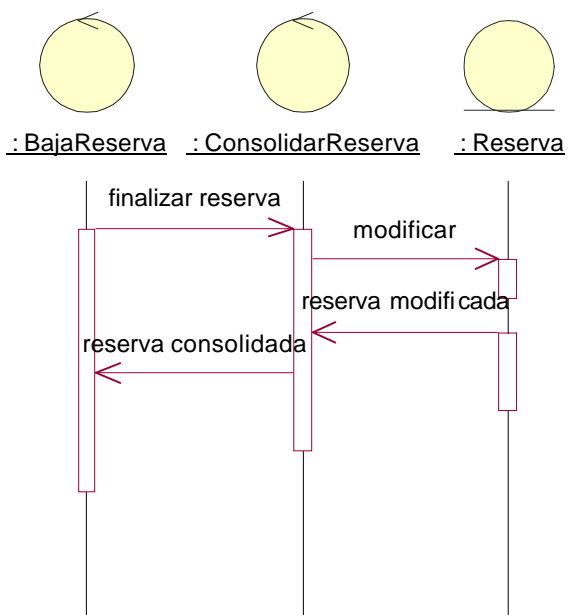 : BajaReserva
: ConsolidarReserva
: Reserva
finalizar reserva
modificar
reserva modificada
reserva consolidada